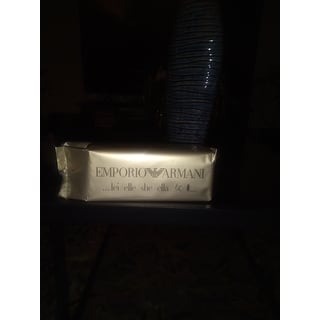 EMPORIO ARMANI
...lei elle she ella